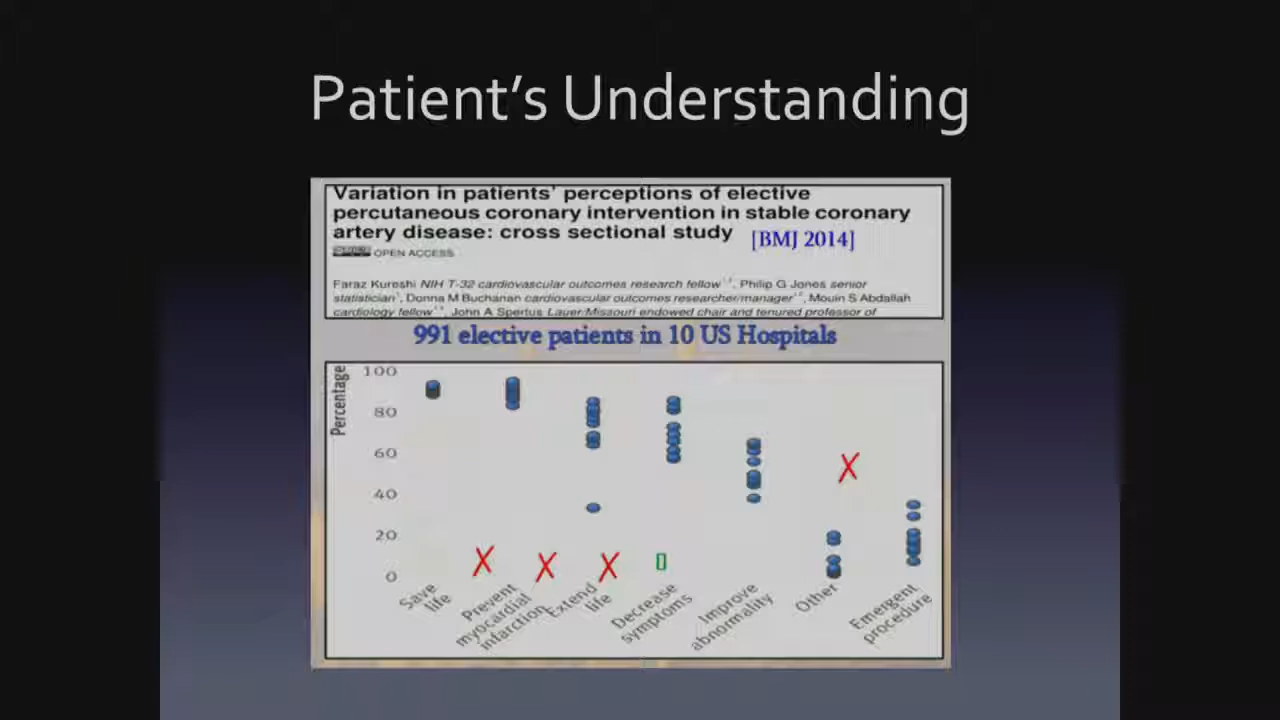 Patient's Understanding
Variation in patients' perceptions of elective
percutaneous coronary intervention in stable coronary
artery disease: cross sectional study [BMJ 2014]
OPEN ACCESS
Faraz Kureshi NIH T-32 cardiovascular outcomes research fellow, Philip G Jones senior
statistician, Donna M Buchanan cardiovascular outcomes researcher/manager, Mouin S Abdallah
cardiology fellow, John A Spertus Lauer/Missouri endowed chair and tenured professor of
991 elective patients in 10 US Hospitals
Percentage
100
80
60
40
20
0
Save
life
Prevent
myocardial
infarction
Extend
life
Decrease
symptoms
Improve
abnormality
Other
Emergent
procedure